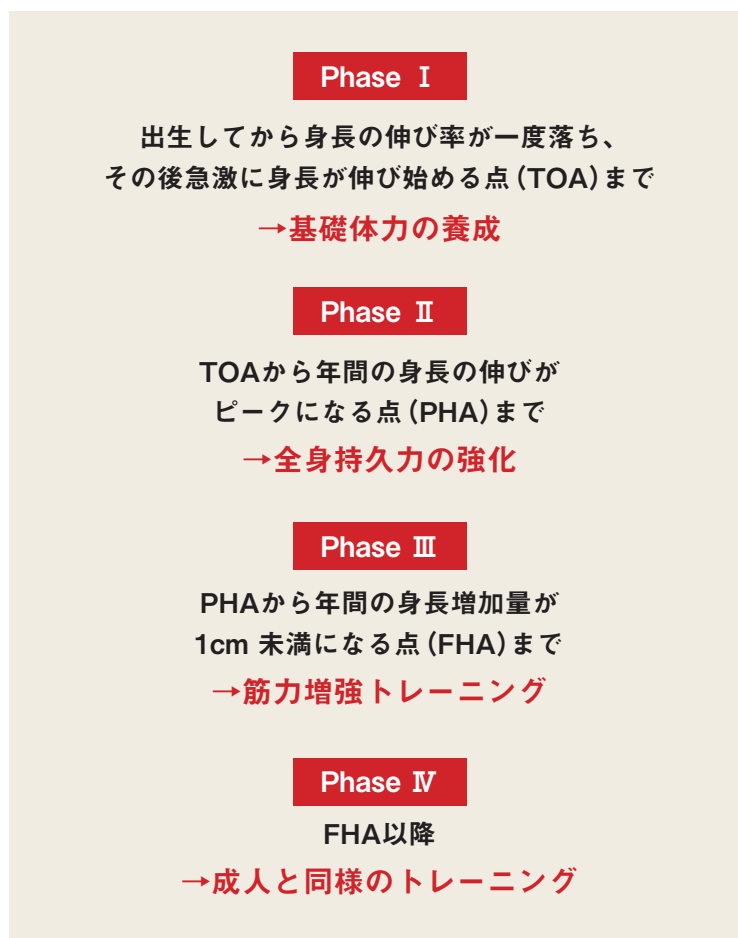 Phase Ⅰ
出生してから身長の伸び率が一度落ち、
その後急激に身長が伸び始める点(TOA)まで
→基礎体力の養成
Phase Ⅱ
TOAから年間の身長の伸びが
ピークになる点(PHA)まで
→全身持久力の強化
Phase Ⅲ
PHAから年間の身長増加量が
1cm 未満になる点(FHA)まで
→筋力増強トレーニング
Phase Ⅳ
FHA以降
→成人と同様のトレーニング